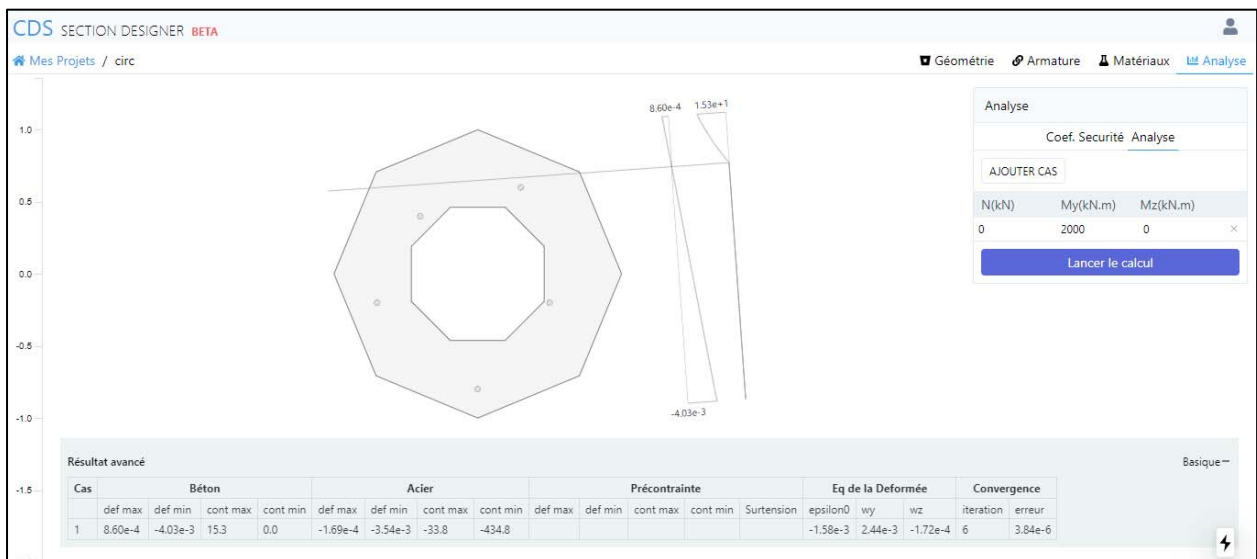 CDS SECTION DESIGNER BETA
Mes Projets / circ
Géométrie Armature Matériaux Analyse
Analyse
Coef. Securité Analyse
AJOUTER CAS
N(kN) My(kN.m) Mz(kN.m)
0 2000 0 ×
Lancer le calcul
8.60e-4 1.53e+1
-4.03e-3
1.0
0.5
0.0
-0.5
-1.0
-1.5
Résultat avancé Basique−
Cas Béton Acier Précontrainte Eq de la Deformée Convergence
def max def min cont max cont min def max def min cont max cont min def max def min cont max cont min Surtension epsilon0 wy wz iteration erreur
1 8.60e-4 -4.03e-3 15.3 0.0 -1.69e-4 -3.54e-3 -33.8 -434.8 -1.58e-3 2.44e-3 -1.72e-4 6 3.84e-6